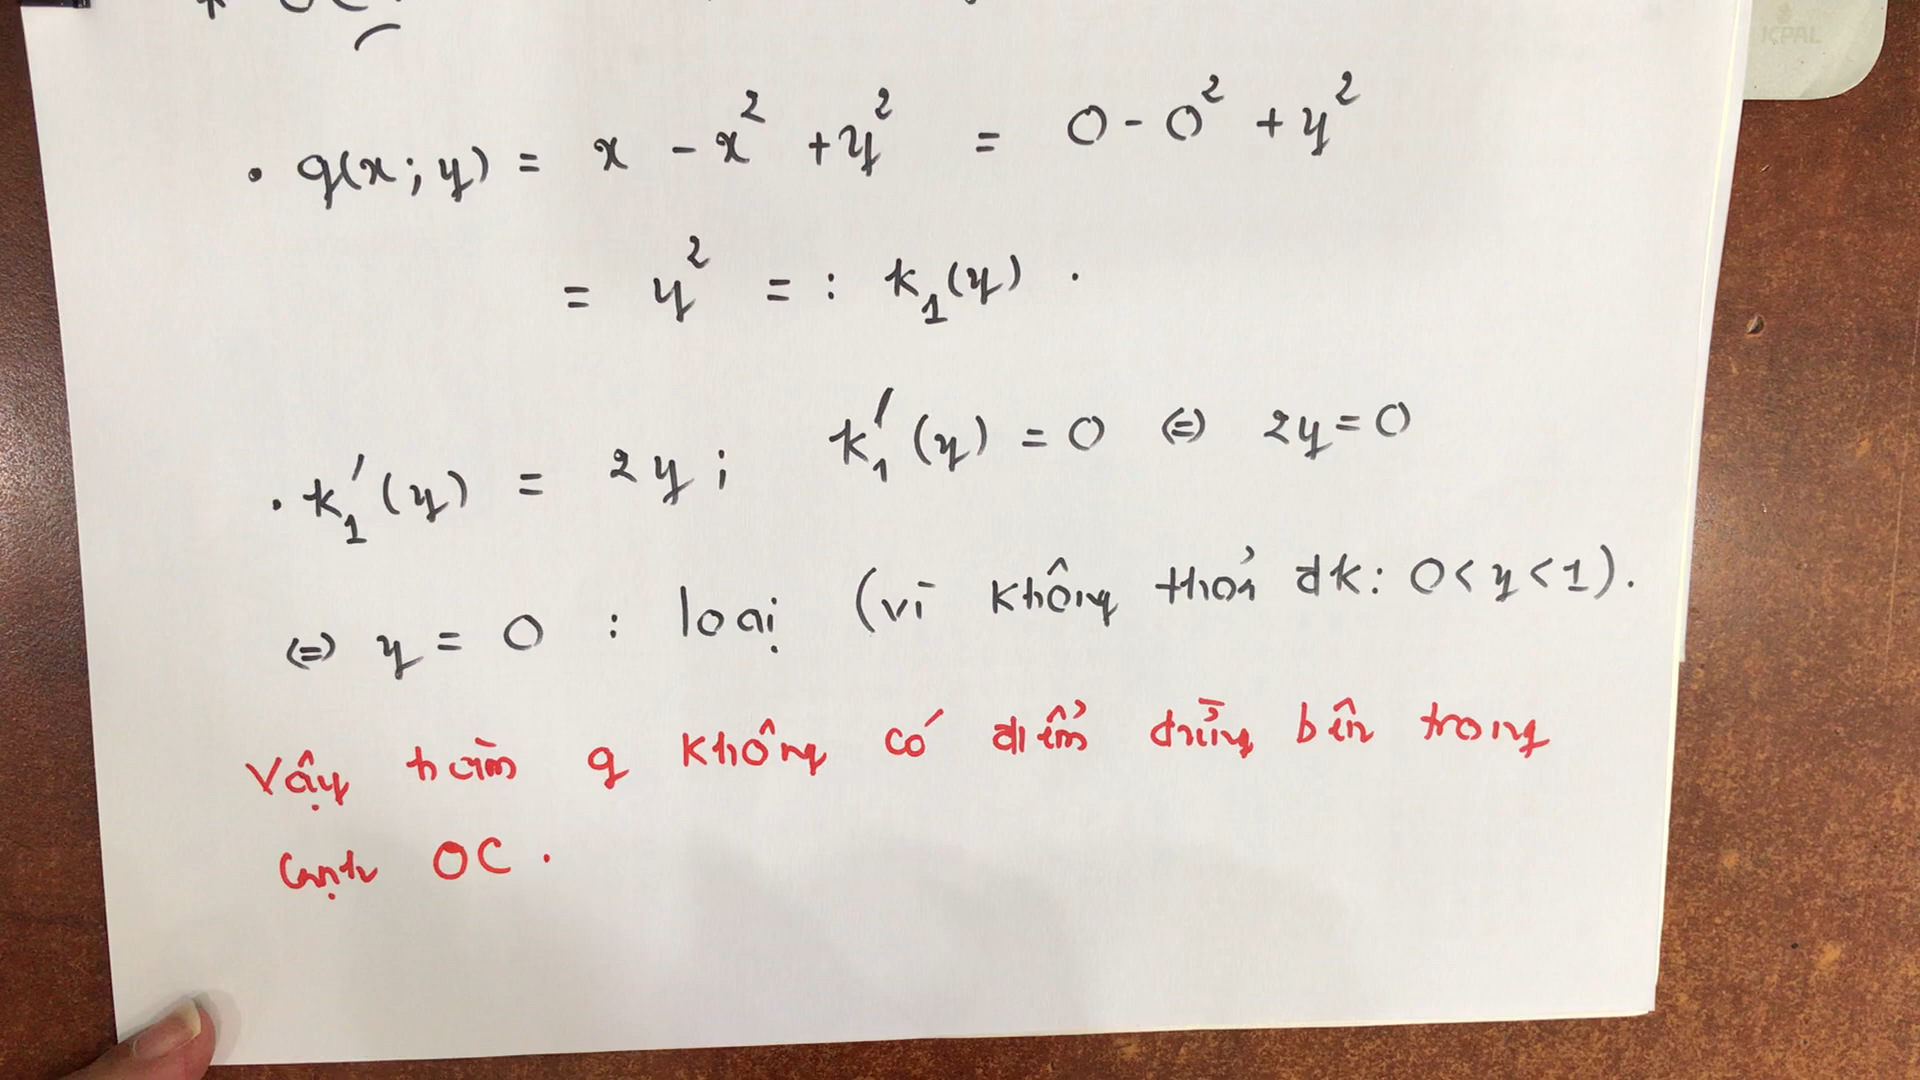 • g(x; y) = x - x² + y² = 0 - 0² + y²
= y² =: k₁(y) .
• k₁'(y) = 2y ; k₁'(y) = 0 (=) 2y = 0
(=) y = 0 : loại (vì không thoả đk: 0 < y < 1).
Vậy hàm g không có điểm dừng bên trong
cạnh OC .